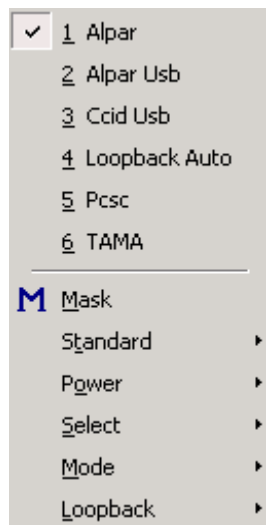 1 Alpar
2 Alpar Usb
3 Ccid Usb
4 Loopback Auto
5 Pcsc
6 TAMA
M Mask
Standard
Power
Select
Mode
Loopback